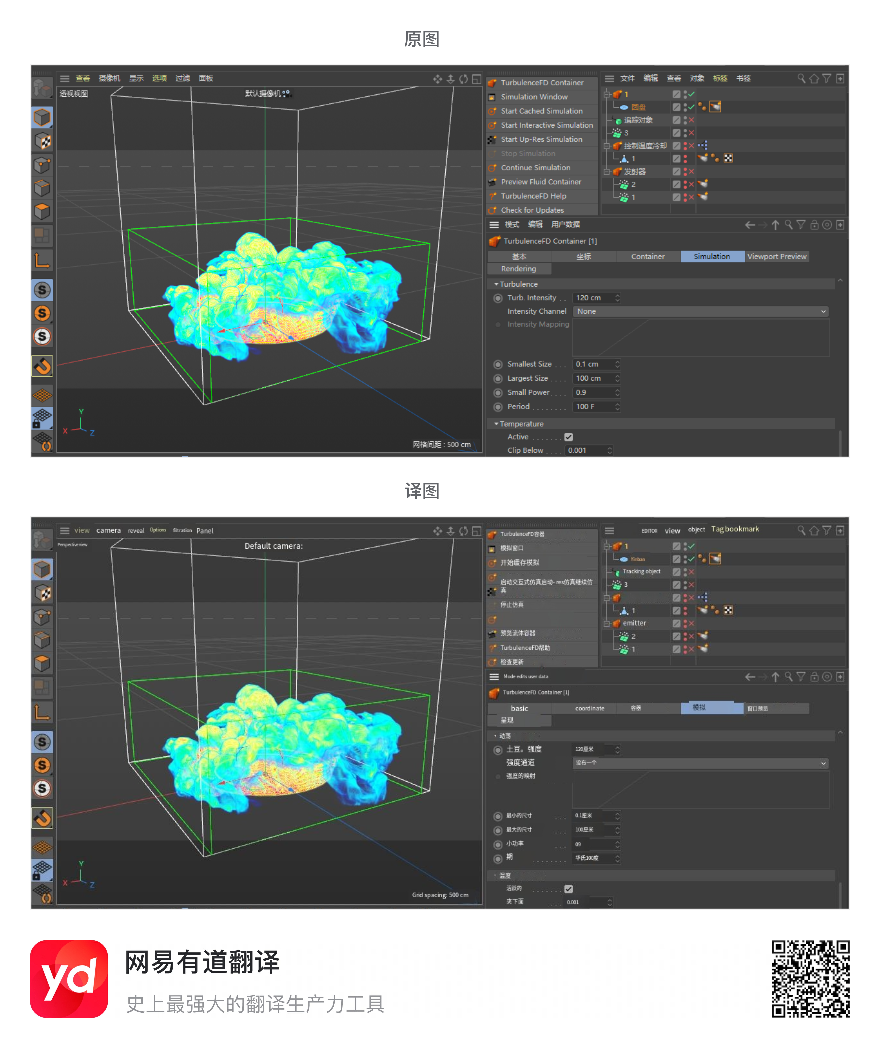 原图
查看 摄像机 显示 选项 过滤 面板
透视视图
默认摄像机
网格间距 : 500 cm
Y
X
Z
TurbulenceFD Container
Simulation Window
Start Cached Simulation
Start Interactive Simulation
Start Up-Res Simulation
Stop Simulation
Continue Simulation
Preview Fluid Container
TurbulenceFD Help
Check for Updates
文件 编辑 查看 对象 标签 书签
1
圆盘
追踪对象
3
绘制温度冷却
1
发射器
2
1
模式 编辑 用户数据
TurbulenceFD Container [1]
基本 坐标 Container Simulation Viewport Preview
Rendering
Turbulence
Turb. Intensity . . 120 cm
Intensity Channel None
Intensity Mapping
Smallest Size . . . 0.1 cm
Largest Size . . . 100 cm
Small Power . . . 0.9
Period . . . . . . . . 100 F
Temperature
Active . . . . . . .
Clip Below . . . . 0.001
译图
view camera reveal Options filtration Panel
Perspective view
Default camera:
Grid spacing: 500 cm
Y
X
Z
TurbulenceFD容器
模拟窗口
开始缓存模拟
启动交互式仿真启动-res仿真继续仿
真
停止仿真
预览流体容器
TurbulenceFD帮助
检查更新
EDITOR view object Tag bookmark
1
Tracking object
3
1
emitter
2
1
Mode edits user data
TurbulenceFD Container [1]
basic coordinate 容器 模拟 窗口预览
呈现
动荡
土豆。强度 120厘米
强度通道 没有一个
强度的映射
最小的尺寸 . . . 0.1厘米
最大的尺寸 . . . 100厘米
小功率 . . . 09
期 . . . . . . . . 华氏100度
温度
活跃的 . . . . . . .
夹下面 . . . . 0.001
yd
网易有道翻译
史上最强大的翻译生产力工具